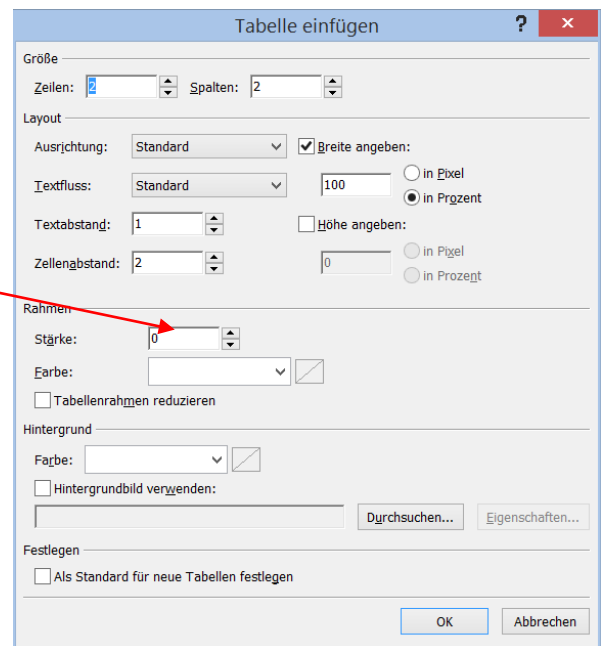 Tabelle einfügen ? ×
Größe
Zeilen: 2 Spalten: 2
Layout
Ausrichtung: Standard Breite angeben:
in Pixel
Textfluss: Standard 100
in Prozent
Textabstand: 1 Höhe angeben:
in Pixel
Zellenabstand: 2 0
in Prozent
Rahmen
Stärke: 0
Farbe:
Tabellenrahmen reduzieren
Hintergrund
Farbe:
Hintergrundbild verwenden:
Durchsuchen... Eigenschaften...
Festlegen
Als Standard für neue Tabellen festlegen
OK Abbrechen